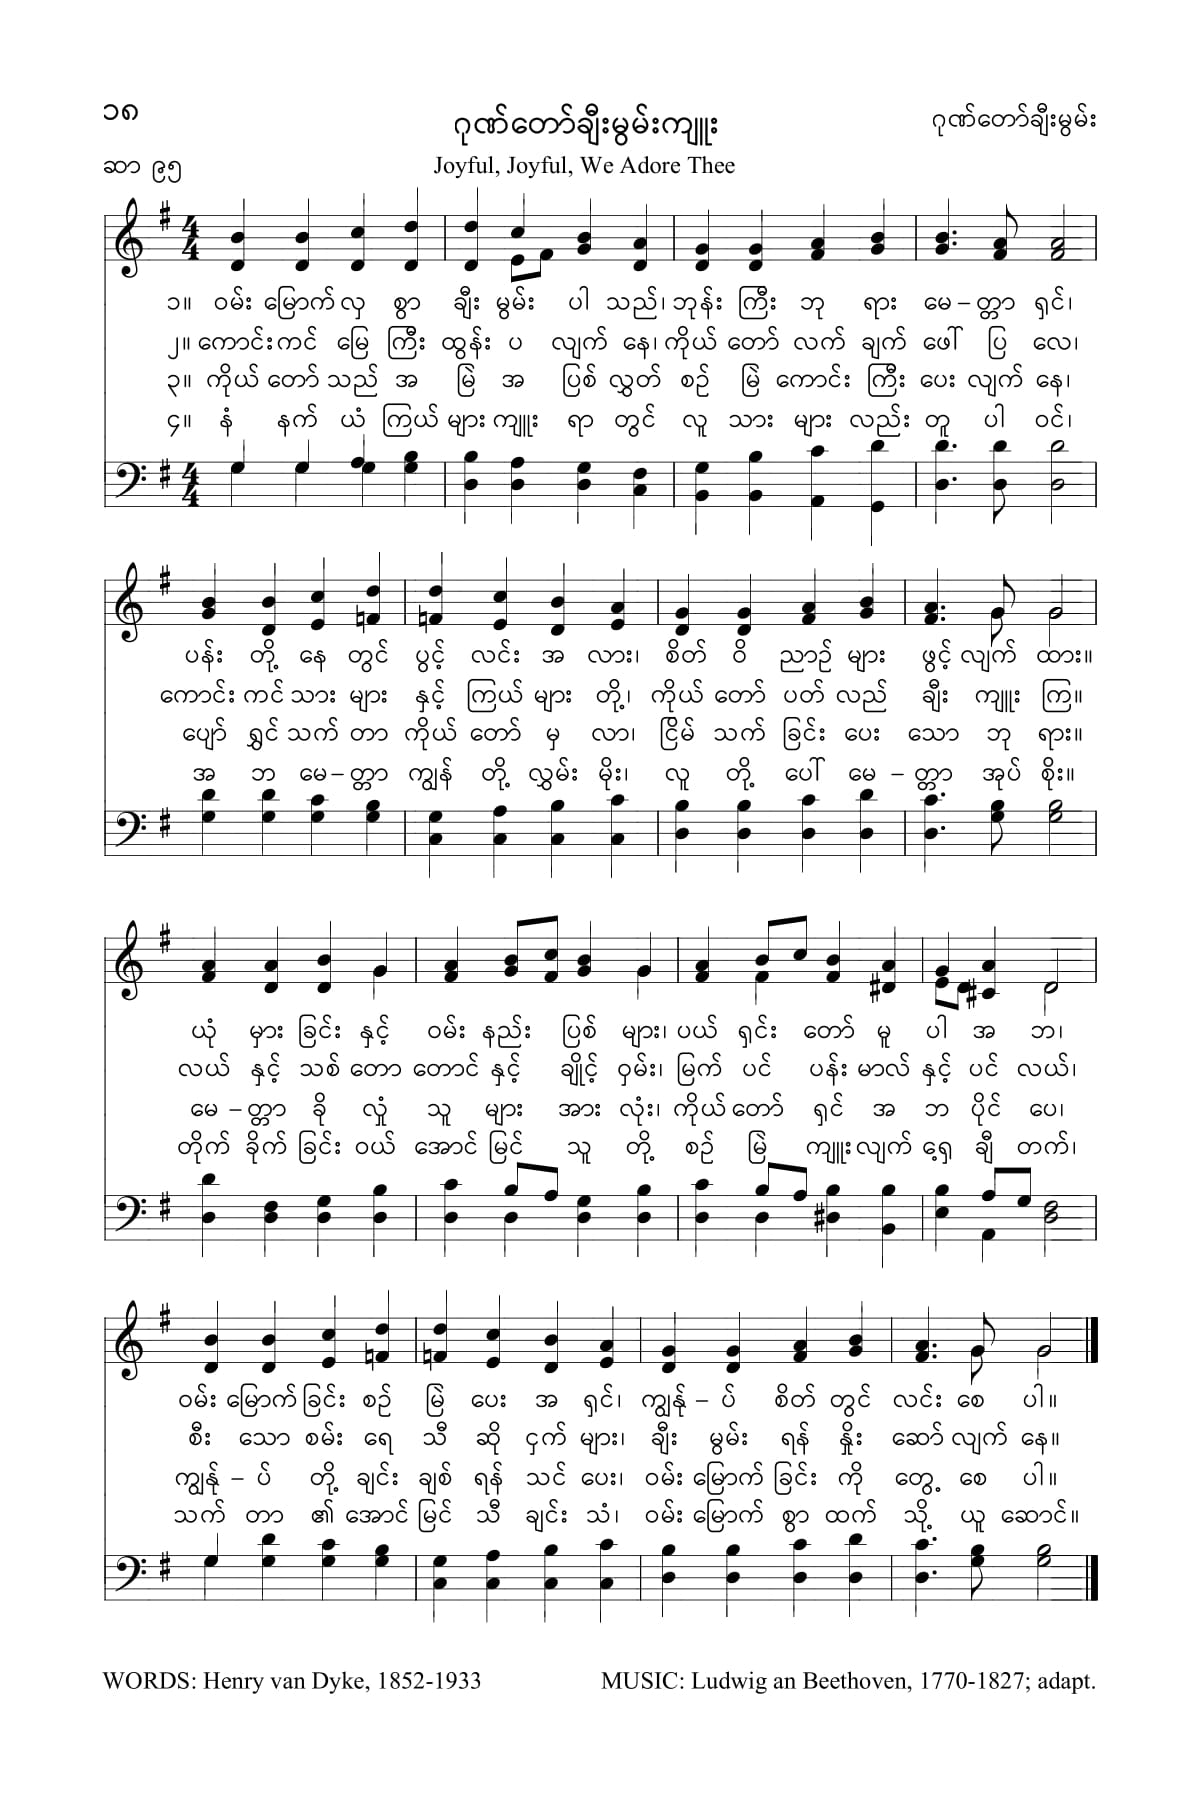 ၁၈
ဂုဏ်တော်ချီးမွမ်းကျူး
ဂုဏ်တော်ချီးမွမ်း
ဆာ ၉၅
Joyful, Joyful, We Adore Thee
၁။ ဝမ်း မြောက် လှ စွာ ချီး မွမ်း ပါ သည်၊ ဘုန်း ကြီး ဘု ရား မေ – တ္တာ ရှင်၊
၂။ ကောင်း ကင် မြေ ကြီး ထွန်း ပ လျက် နေ၊ ကိုယ် တော် လက် ချက် ဖေါ် ပြ လေ၊
၃။ ကိုယ် တော် သည် အ မြဲ အ ပြစ် လွှတ် စဉ် မြဲ ကောင်း ကြီး ပေး လျက် နေ၊
၄။ နံ နက် ယံ ကြယ် များ ကျူး ရာ တွင် လူ သား များ လည်း တူ ပါ ဝင်၊
ပန်း တို့ နေ တွင် ပွင့် လင်း အ လား၊ စိတ် ဝိ ညာဉ် များ ဖွင့် လျက် ထား။
ကောင်း ကင် သား များ နှင့် ကြယ် များ တို့၊ ကိုယ် တော် ပတ် လည် ချီး ကျူး ကြ။
ပျော် ရွှင် သက် တာ ကိုယ် တော် မှ လာ၊ ငြိမ် သက် ခြင်း ပေး သော ဘု ရား။
အ ဘ မေ – တ္တာ ကျွန် တို့ လွှမ်း မိုး၊ လူ တို့ ပေါ် မေ – တ္တာ အုပ် စိုး။
ယုံ မှား ခြင်း နှင့် ဝမ်း နည်း ပြစ် များ၊ ပယ် ရှင်း တော် မူ ပါ အ ဘ၊
လယ် နှင့် သစ် တော တောင် နှင့် ချိုင့် ဝှမ်း၊ မြက် ပင် ပန်း မာလ် နှင့် ပင် လယ်၊
မေ – တ္တာ ခို လှုံ သူ များ အား လုံး၊ ကိုယ် တော် ရှင် အ ဘ ပိုင် ပေ၊
တိုက် ခိုက် ခြင်း ဝယ် အောင် မြင် သူ တို့ စဉ် မြဲ ကျူး လျက် ရှေ့ ချီ တက်၊
ဝမ်း မြောက် ခြင်း စဉ် မြဲ ပေး အ ရှင်၊ ကျွန်ု – ပ် စိတ် တွင် လင်း စေ ပါ။
စီး သော စမ်း ရေ သီ ဆို ငှက် များ၊ ချီး မွမ်း ရန် နှိုး ဆော် လျက် နေ။
ကျွန်ု – ပ် တို့ ချင်း ချစ် ရန် သင် ပေး၊ ဝမ်း မြောက် ခြင်း ကို တွေ့ စေ ပါ။
သက် တာ ၏ အောင် မြင် သီ ချင်း သံ၊ ဝမ်း မြောက် စွာ ထက် သို့ ယူ ဆောင်။
WORDS: Henry van Dyke, 1852-1933
MUSIC: Ludwig an Beethoven, 1770-1827; adapt.